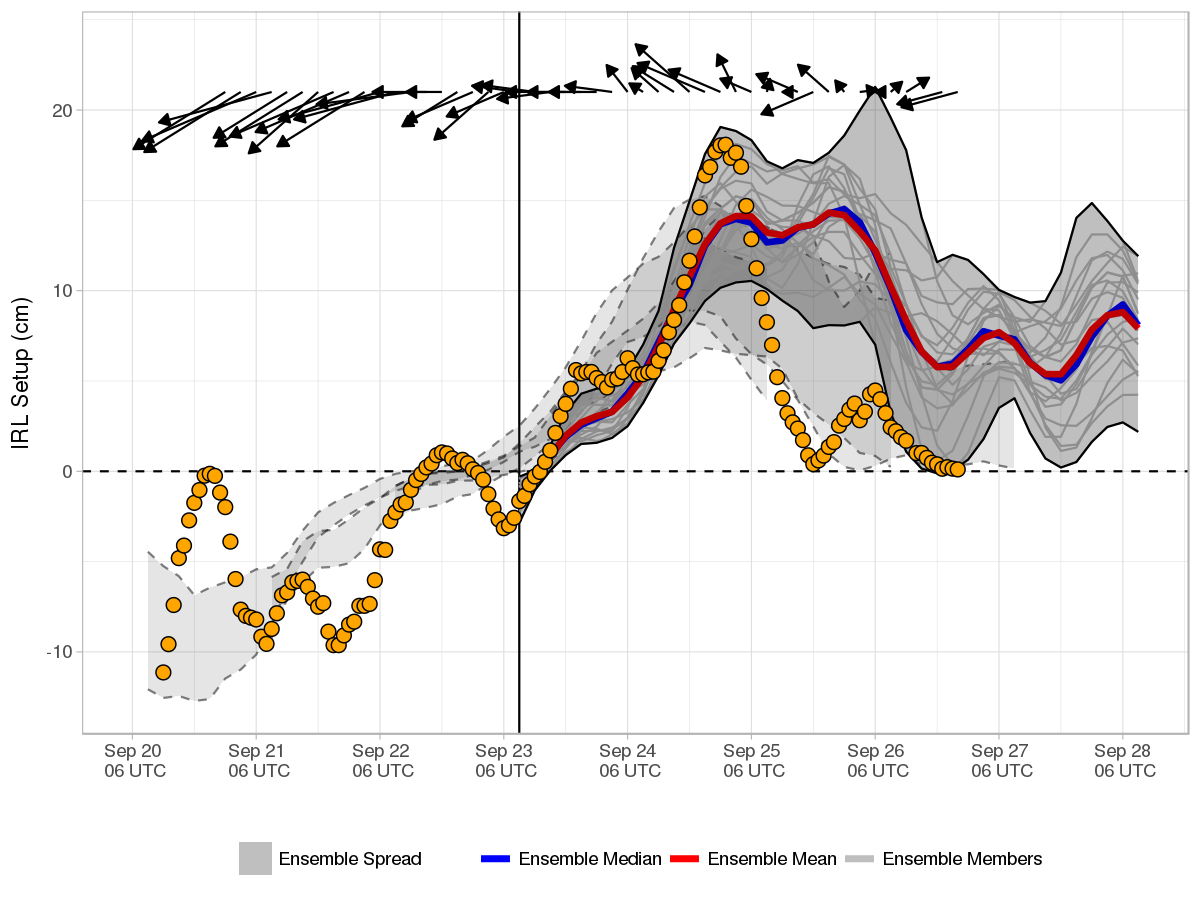 IRL Setup (cm)
20
10
0
-10
Sep 20 Sep 21 Sep 22 Sep 23 Sep 24 Sep 25 Sep 26 Sep 27 Sep 28
06 UTC 06 UTC 06 UTC 06 UTC 06 UTC 06 UTC 06 UTC 06 UTC 06 UTC
Ensemble Spread Ensemble Median Ensemble Mean Ensemble Members